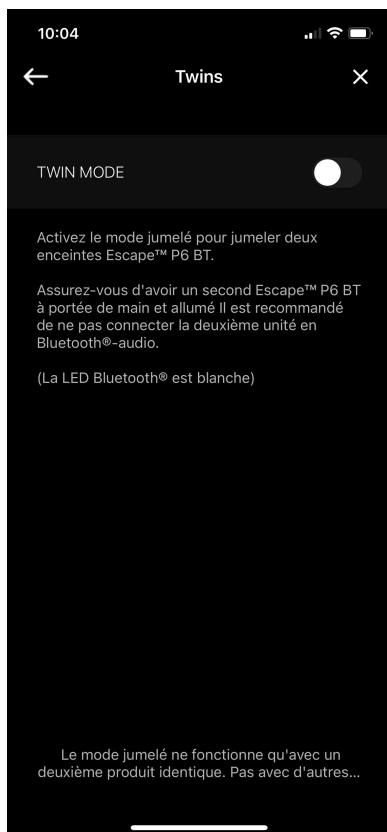 10:04
Twins
TWIN MODE
Activez le mode jumelé pour jumeler deux
enceintes Escape™ P6 BT.
Assurez-vous d'avoir un second Escape™ P6 BT
à portée de main et allumé Il est recommandé
de ne pas connecter la deuxième unité en
Bluetooth®-audio.
(La LED Bluetooth® est blanche)
Le mode jumelé ne fonctionne qu'avec un
deuxième produit identique. Pas avec d'autres...